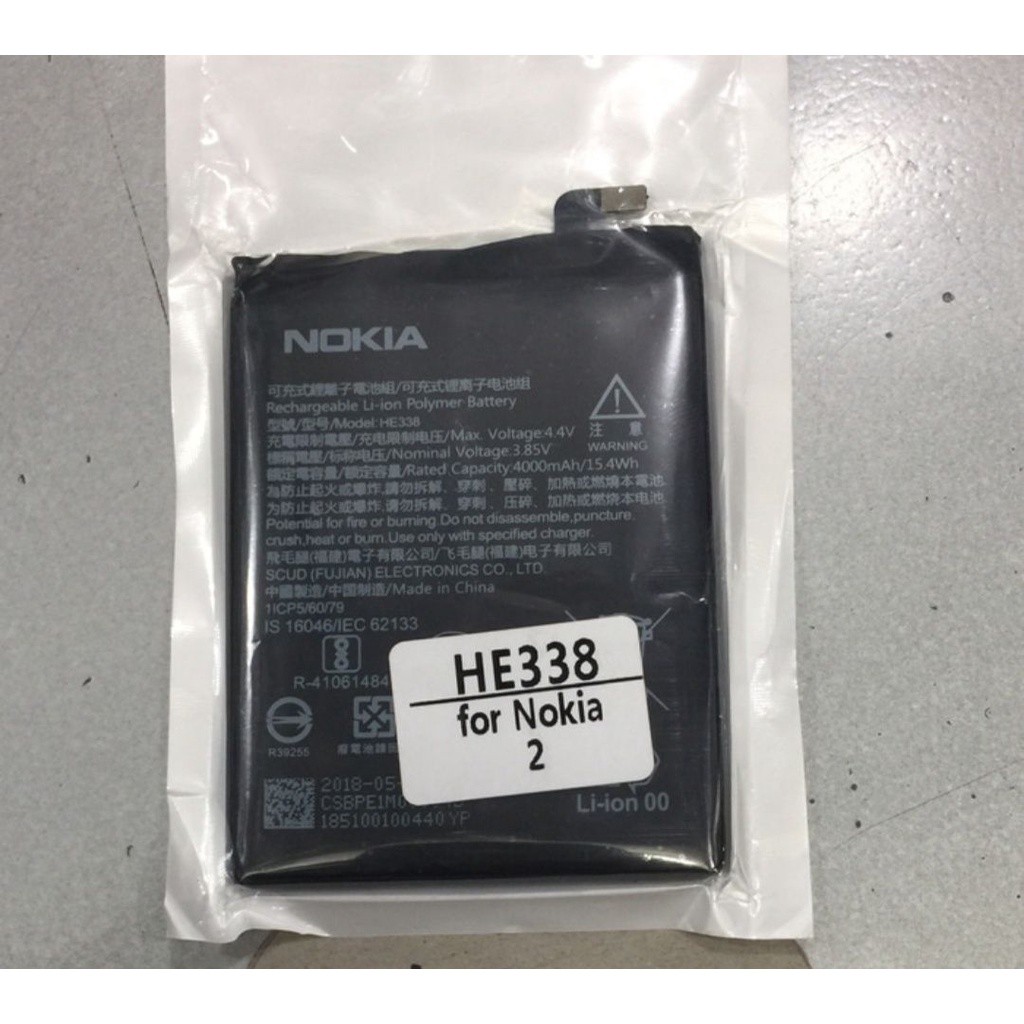 NOKIA
可充式鋰離子電池組/可充式锂离子电池组
Rechargeable Li-ion Polymer Battery
型號/型号/Model: HE338
充電限制電壓/充电限制电压/Max. Voltage:4.4V
標稱電壓/标称电压/Nominal Voltage:3.85V
額定電容量/额定容量/Rated Capacity:4000mAh/15.4Wh
注 意
WARNING
為防止起火或爆炸,請勿拆解、穿刺、壓碎、加熱或燃燒本電池
为防止起火或爆炸,请勿拆解、穿刺、压碎、加热或燃烧本电池
Potential for fire or burning Do not disassemble,puncture.
crush,heat or burn.Use only with specified charger.
飛毛腿(福建)電子有限公司/飞毛腿(福建)电子有限公司
SCUD (FUJIAN) ELECTRONICS CO., LTD.
中國製造/中国制造/Made in China
1ICP5/60/79
IS 16046/IEC 62133
R-41061484
R39255
廢電池請回
HE338
for Nokia
2
2018-05-
185100100440 YP
Li-ion 00